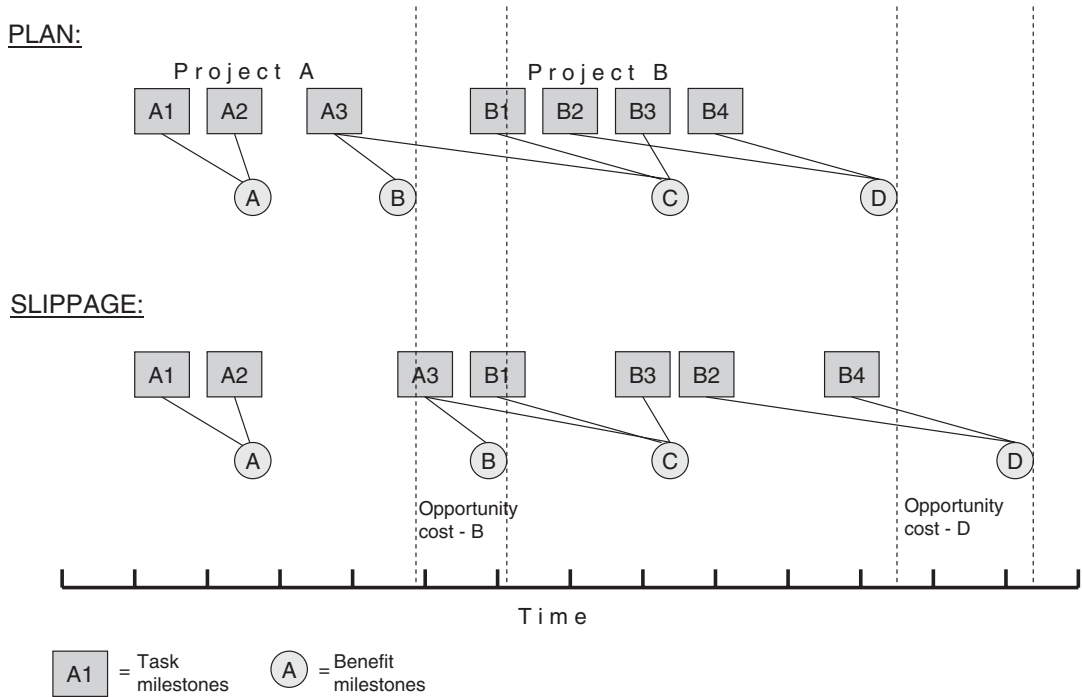 PLAN:
Project A
Project B
A1 A2 A3 B1 B2 B3 B4
A B C D
SLIPPAGE:
A1 A2 A3 B1 B3 B2 B4
A B C D
Opportunity
cost - B
Opportunity
cost - D
Time
A1 = Task
milestones
A = Benefit
milestones